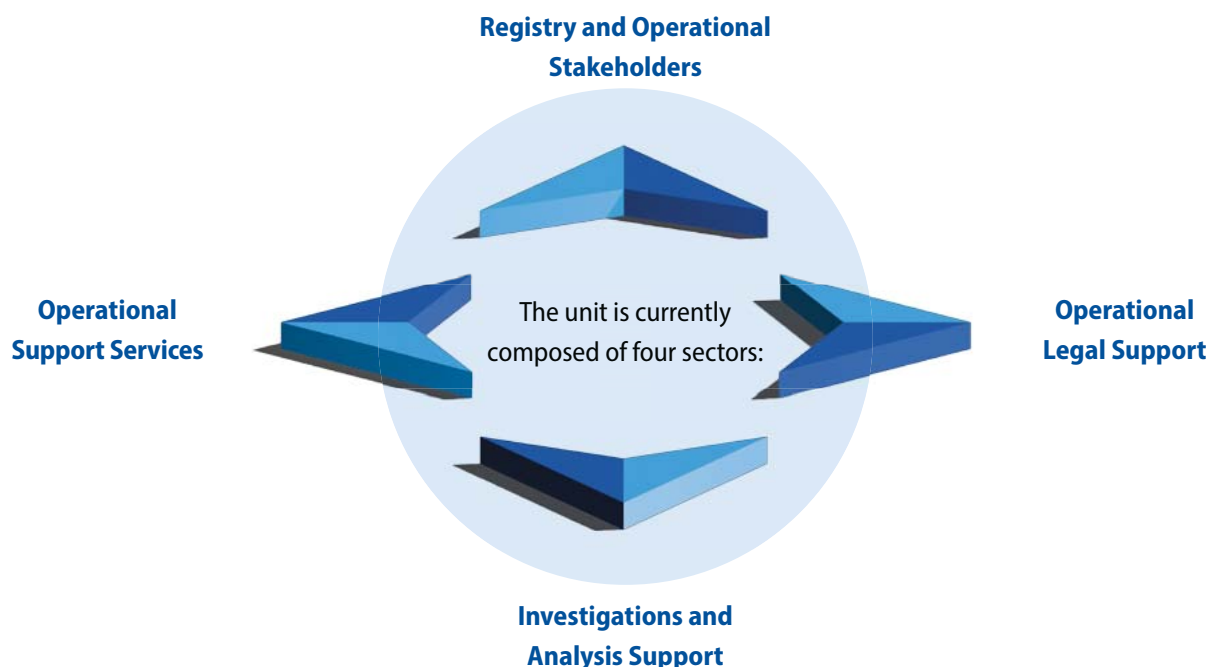 Registry and Operational
Stakeholders
Operational
Support Services
The unit is currently
composed of four sectors:
Operational
Legal Support
Investigations and
Analysis Support